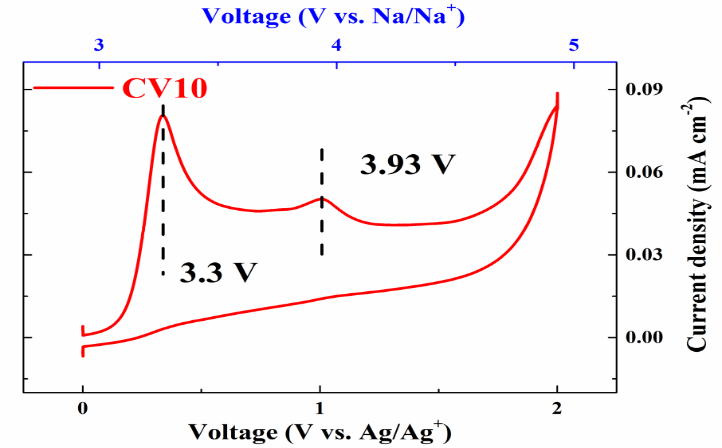 Voltage (V vs. Na/Na⁺)
3 4 5
CV10
0.09
3.93 V
0.06
3.3 V
0.03
0.00
Current density (mA cm⁻²)
0 1 2
Voltage (V vs. Ag/Ag⁺)